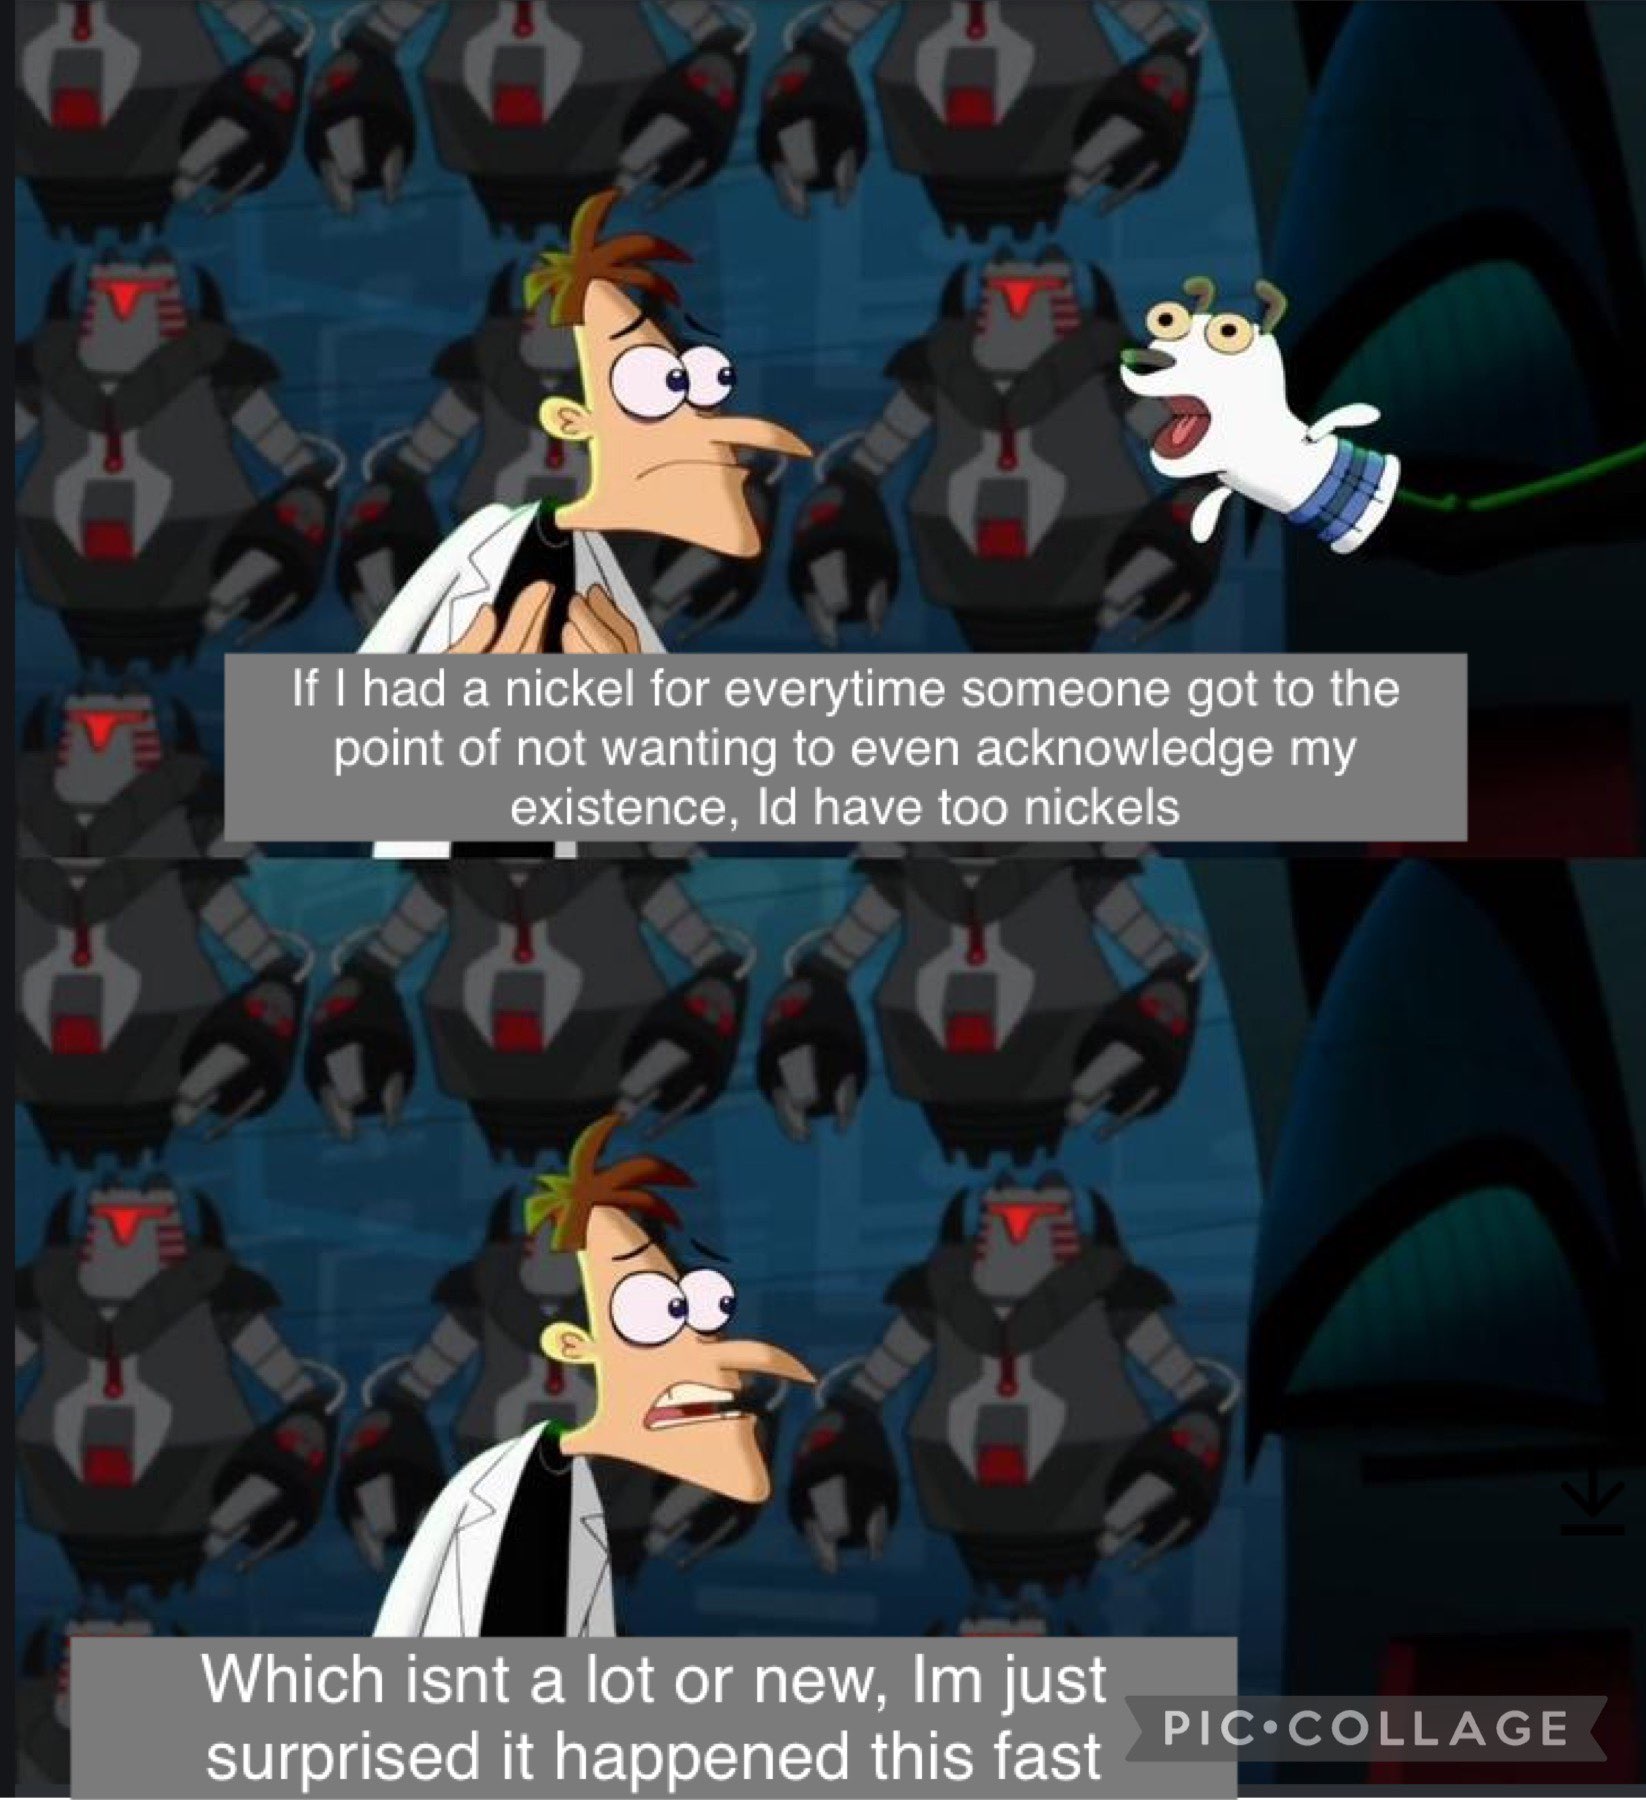 If I had a nickel for everytime someone got to the
point of not wanting to even acknowledge my
existence, Id have too nickels
Which isnt a lot or new, Im just
surprised it happened this fast
PIC•COLLAGE